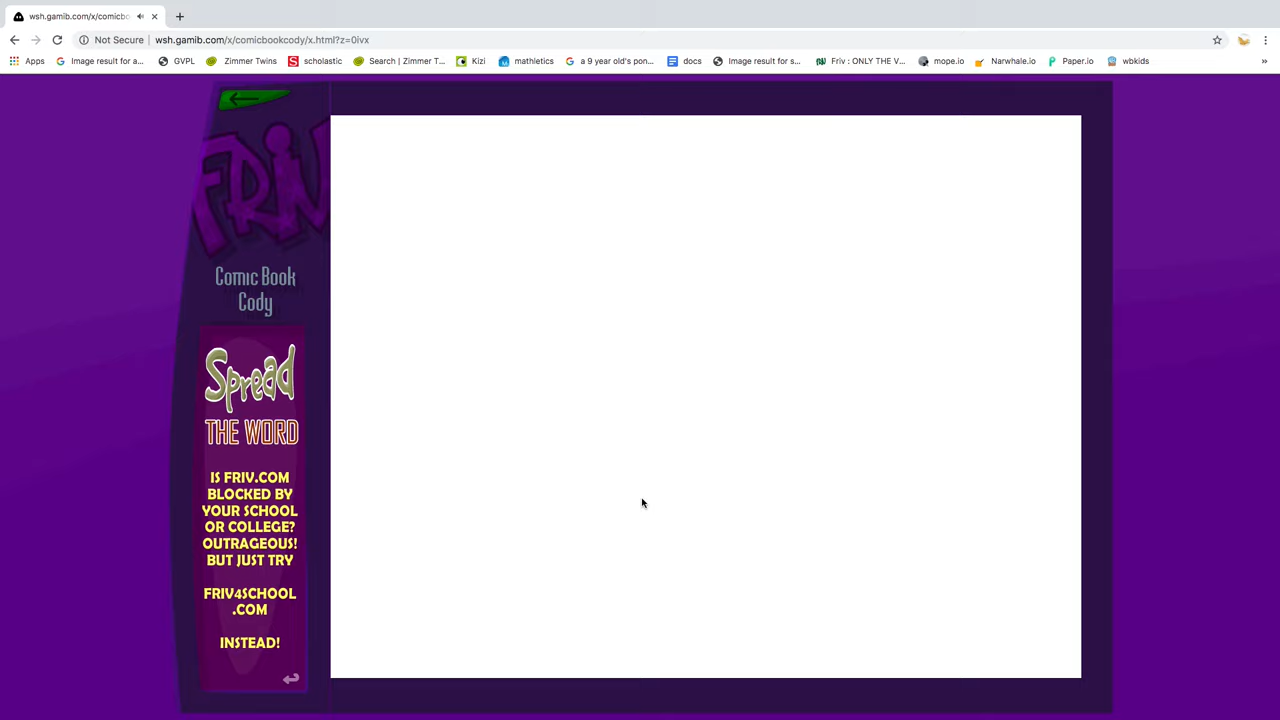 wsh.gamib.com/x/comicbo
Not Secure wsh.gamib.com/x/comicbookcody/x.html?z=0ivx
Apps Image result for a... GVPL Zimmer Twins scholastic Search | Zimmer T... Kizi mathletics a 9 year old's pon... docs Image result for s... Friv : ONLY THE V... mope.io Narwhale.io Paper.io wbkids »
FRIV
Comic Book
Cody
Spread
THE WORD
IS FRIV.COM
BLOCKED BY
YOUR SCHOOL
OR COLLEGE?
OUTRAGEOUS!
BUT JUST TRY
FRIV4SCHOOL
.COM
INSTEAD!